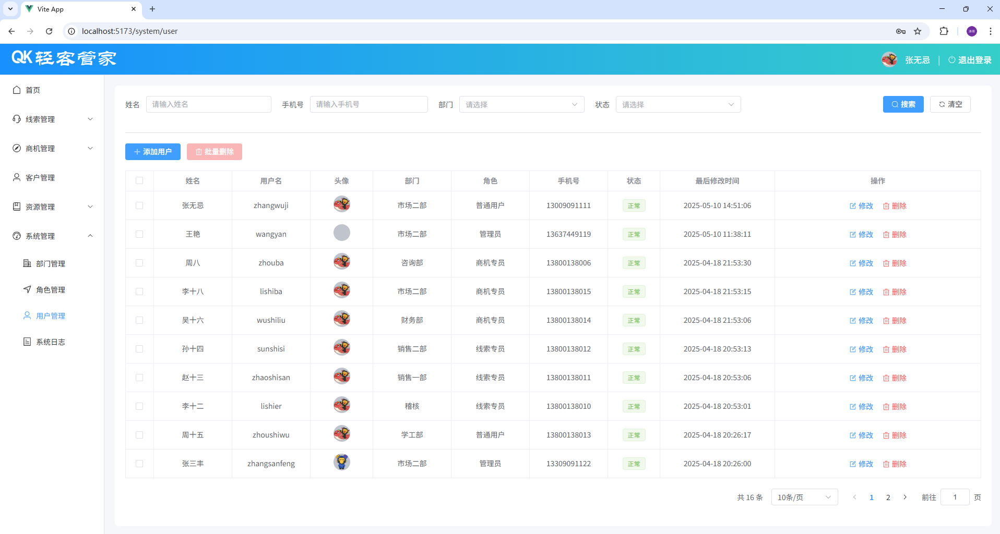 Vite App
localhost:5173/system/user
QK轻客管家
张无忌 | 退出登录
首页
线索管理
商机管理
客户管理
资源管理
系统管理
部门管理
角色管理
用户管理
系统日志
姓名 请输入姓名 手机号 请输入手机号 部门 请选择 状态 请选择 搜索 清空
添加用户 批量删除
姓名 用户名 头像 部门 角色 手机号 状态 最后修改时间 操作
张无忌 zhangwuji 市场二部 普通用户 13009091111 正常 2025-05-10 14:51:06 修改 删除
王艳 wangyan 市场二部 管理员 13637449119 正常 2025-05-10 11:38:11 修改 删除
周八 zhouba 咨询部 商机专员 13800138006 正常 2025-04-18 21:53:30 修改 删除
李十八 lishiba 市场二部 商机专员 13800138015 正常 2025-04-18 21:53:15 修改 删除
吴十六 wushiliu 财务部 商机专员 13800138014 正常 2025-04-18 21:53:06 修改 删除
孙十四 sunshisi 销售二部 线索专员 13800138012 正常 2025-04-18 20:53:13 修改 删除
赵十三 zhaoshisan 销售一部 线索专员 13800138011 正常 2025-04-18 20:53:06 修改 删除
李十二 lishier 稽核 线索专员 13800138010 正常 2025-04-18 20:53:01 修改 删除
周十五 zhoushiwu 学工部 普通用户 13800138013 正常 2025-04-18 20:26:17 修改 删除
张三丰 zhangsanfeng 市场二部 管理员 13309091122 正常 2025-04-18 20:26:00 修改 删除
共 16 条 10条/页 1 2 前往 1 页